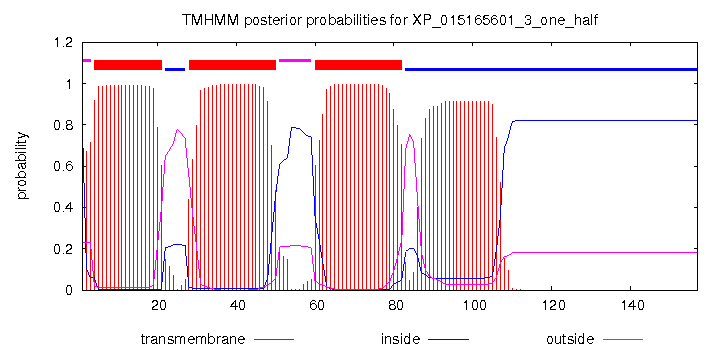 TMHMM posterior probabilities for XP_015165601_3_one_half
1.2
1
0.8
0.6
0.4
0.2
0
probability
20 40 60 80 100 120 140
transmembrane inside outside